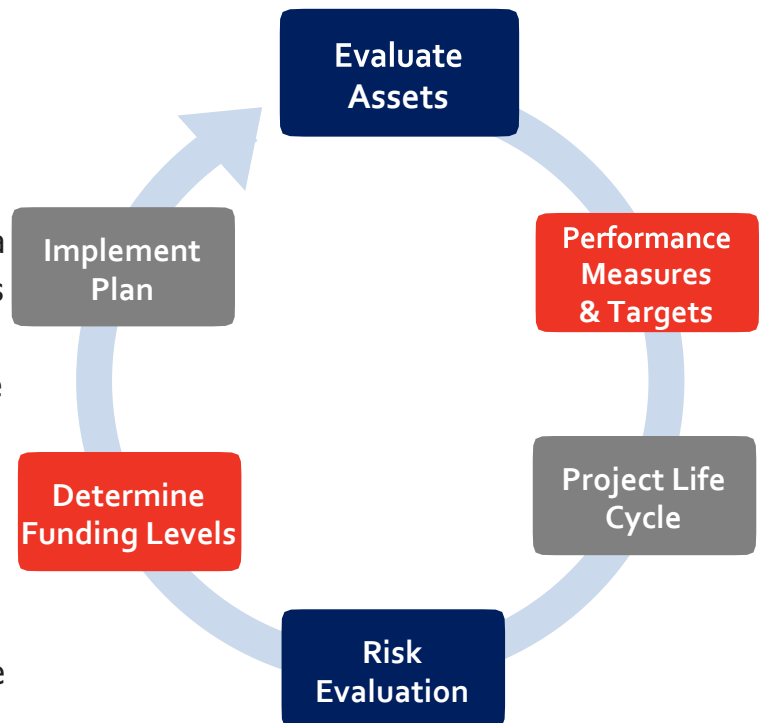 Evaluate
Assets
Performance
Measures
& Targets
Project Life
Cycle
Risk
Evaluation
Determine
Funding Levels
Implement
Plan